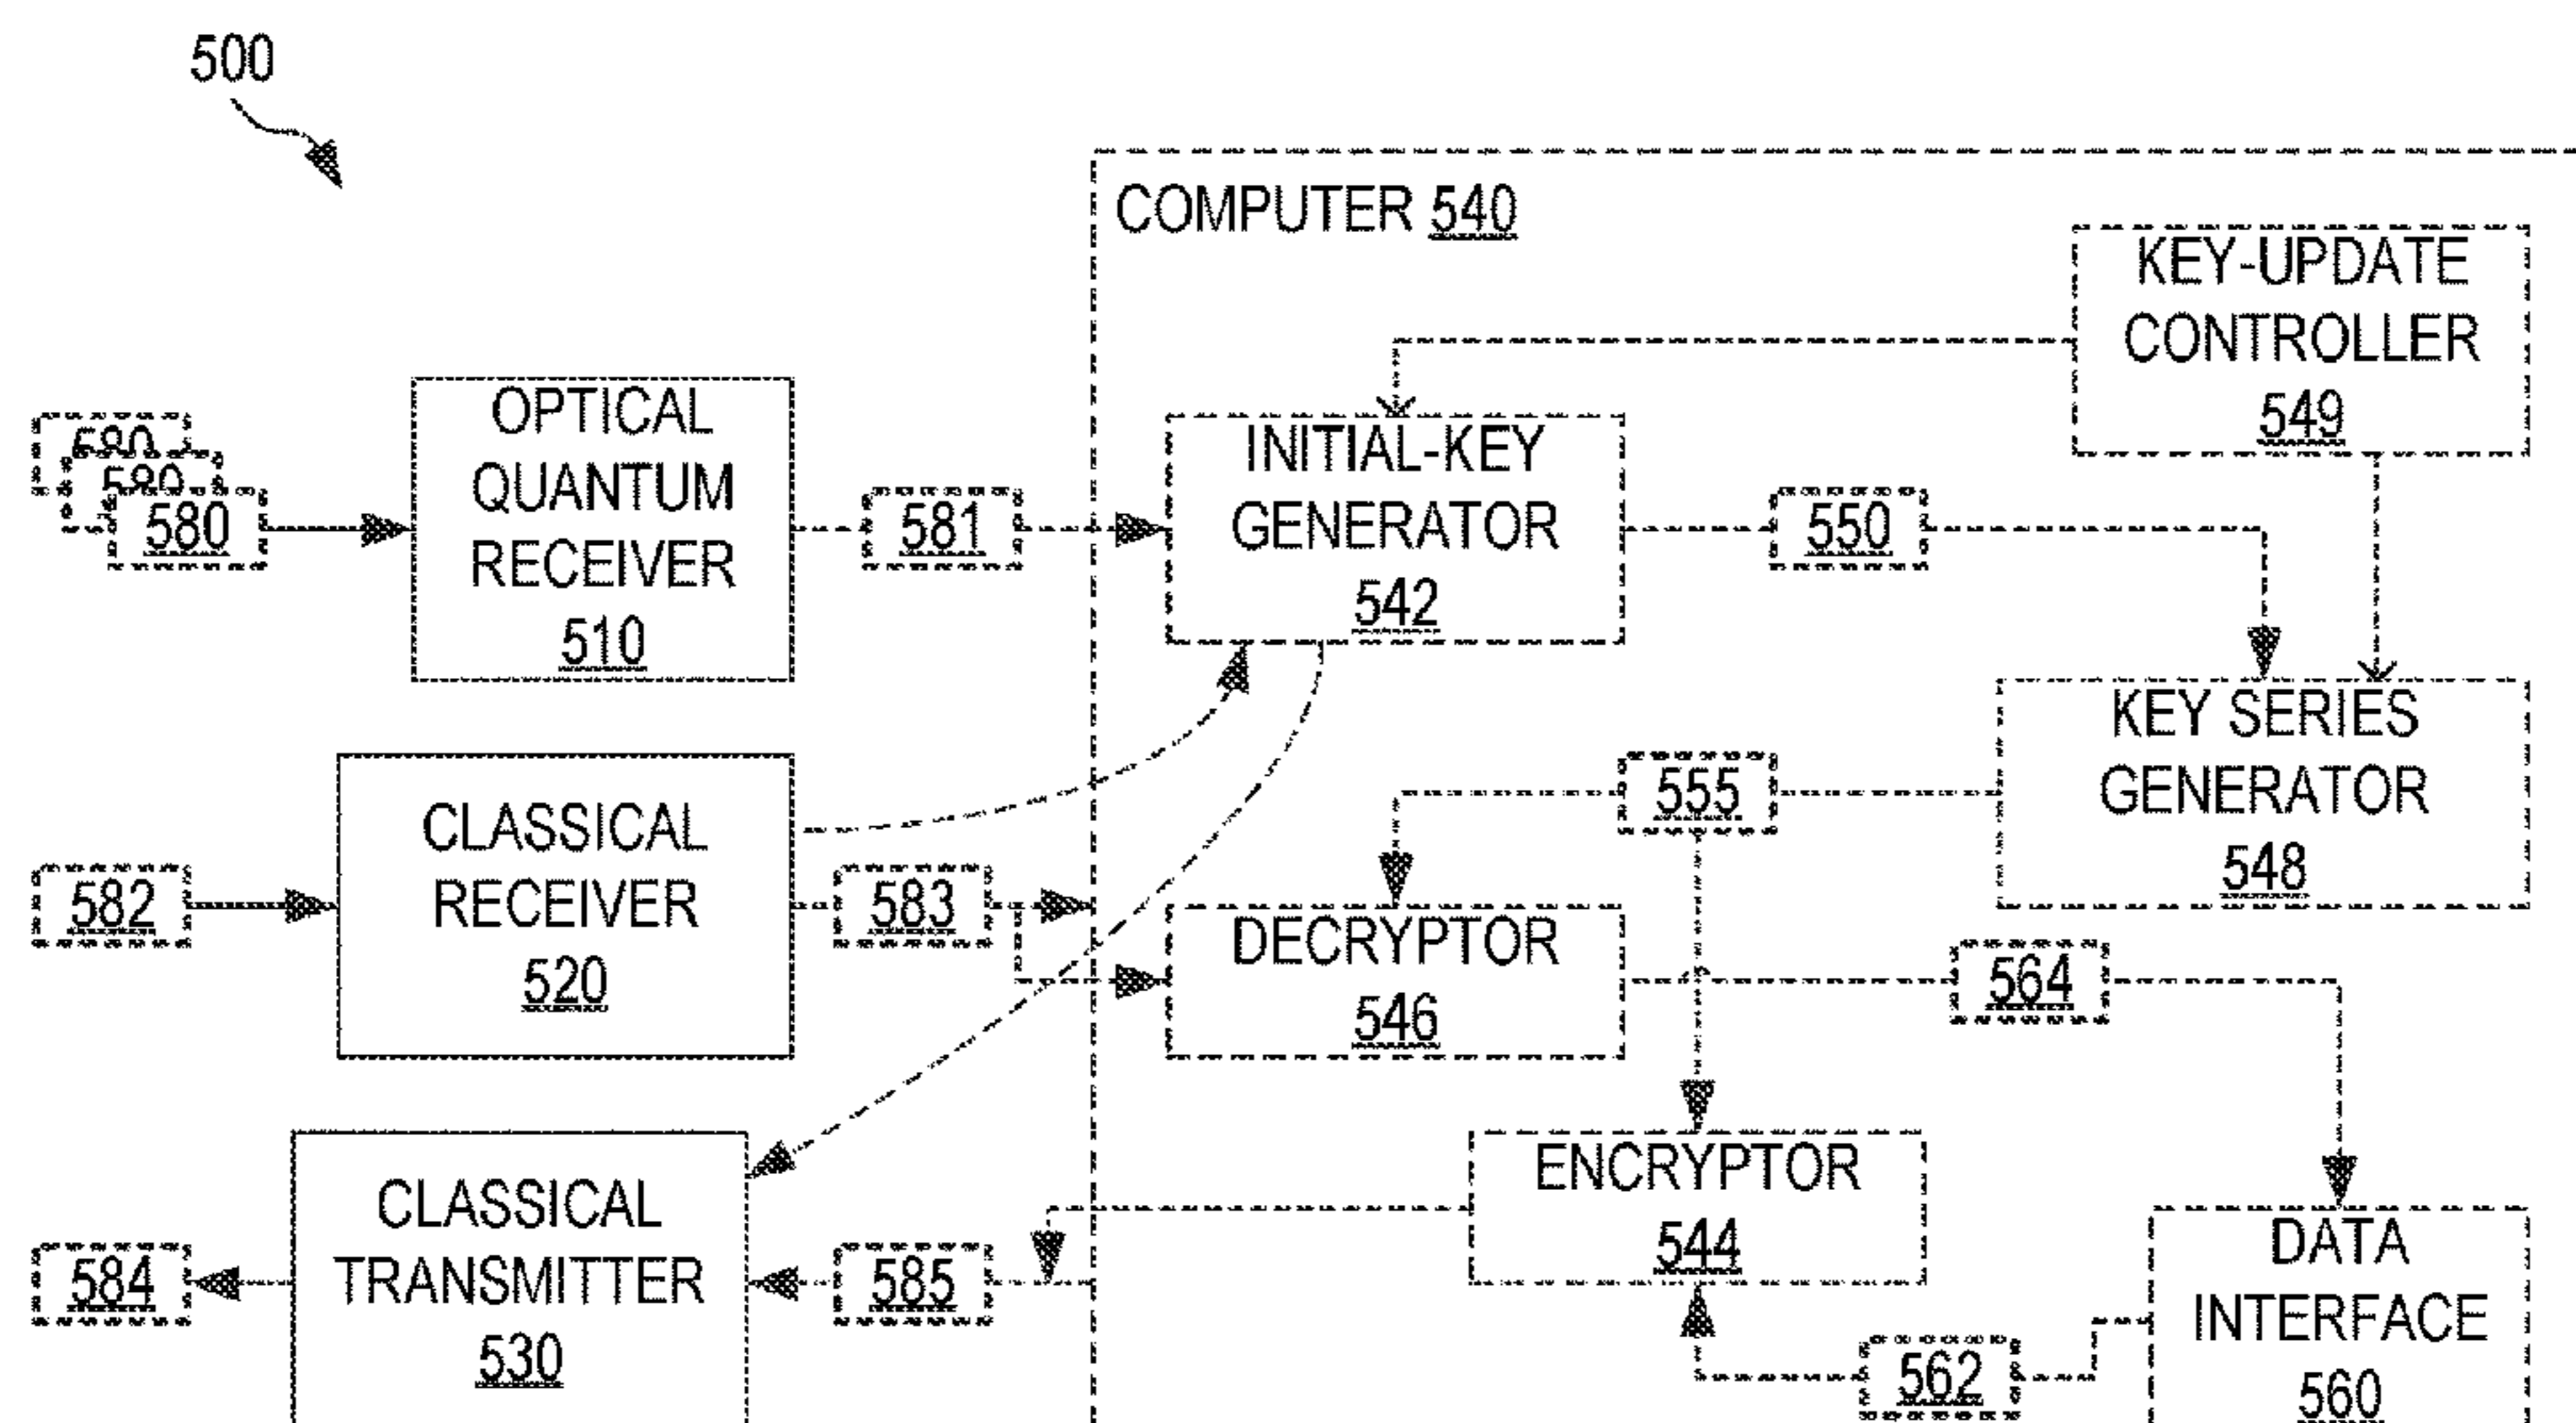 500
COMPUTER 540
KEY-UPDATE
CONTROLLER
549
580
580
580
OPTICAL
QUANTUM
RECEIVER
510
581
INITIAL-KEY
GENERATOR
542
550
KEY SERIES
GENERATOR
548
555
582
CLASSICAL
RECEIVER
520
583
DECRYPTOR
546
564
ENCRYPTOR
544
584
CLASSICAL
TRANSMITTER
530
585
DATA
INTERFACE
560
562